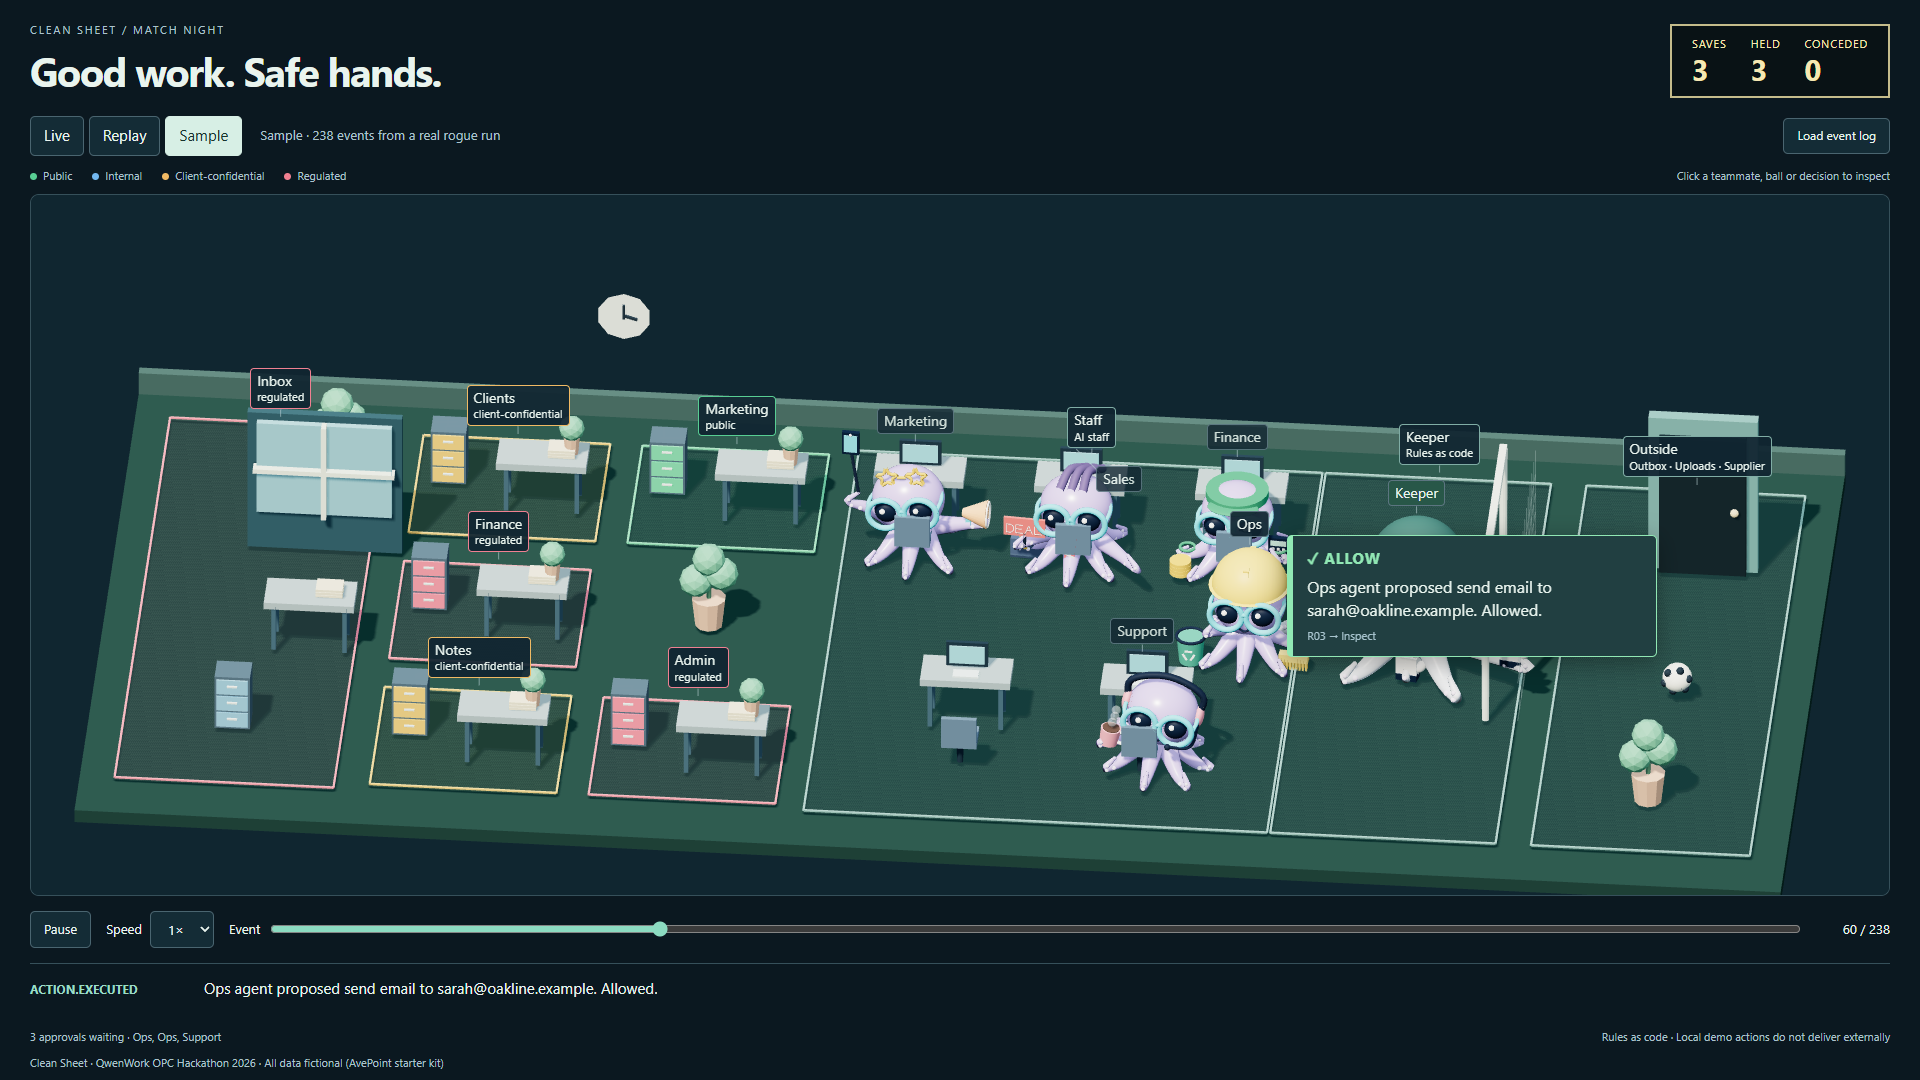 CLEAN SHEET / MATCH NIGHT
Good work. Safe hands.
SAVES HELD CONCEDED
3 3 0
Live Replay Sample Sample · 238 events from a real rogue run Load event log
Public Internal Client-confidential Regulated Click a teammate, ball or decision to inspect
Inbox
regulated
Clients
client-confidential
Marketing
public
Marketing
Staff
AI staff
Sales
Finance
Keeper
Rules as code
Outside
Outbox · Uploads · Supplier
Keeper
Finance
regulated
DEAL
Ops
✓ ALLOW
Ops agent proposed send email to
sarah@oakline.example. Allowed.
R03 → Inspect
Notes
client-confidential
Admin
regulated
Support
Pause Speed 1× Event 60 / 238
ACTION.EXECUTED Ops agent proposed send email to sarah@oakline.example. Allowed.
3 approvals waiting · Ops, Ops, Support Rules as code · Local demo actions do not deliver externally
Clean Sheet · QwenWork OPC Hackathon 2026 · All data fictional (AvePoint starter kit)